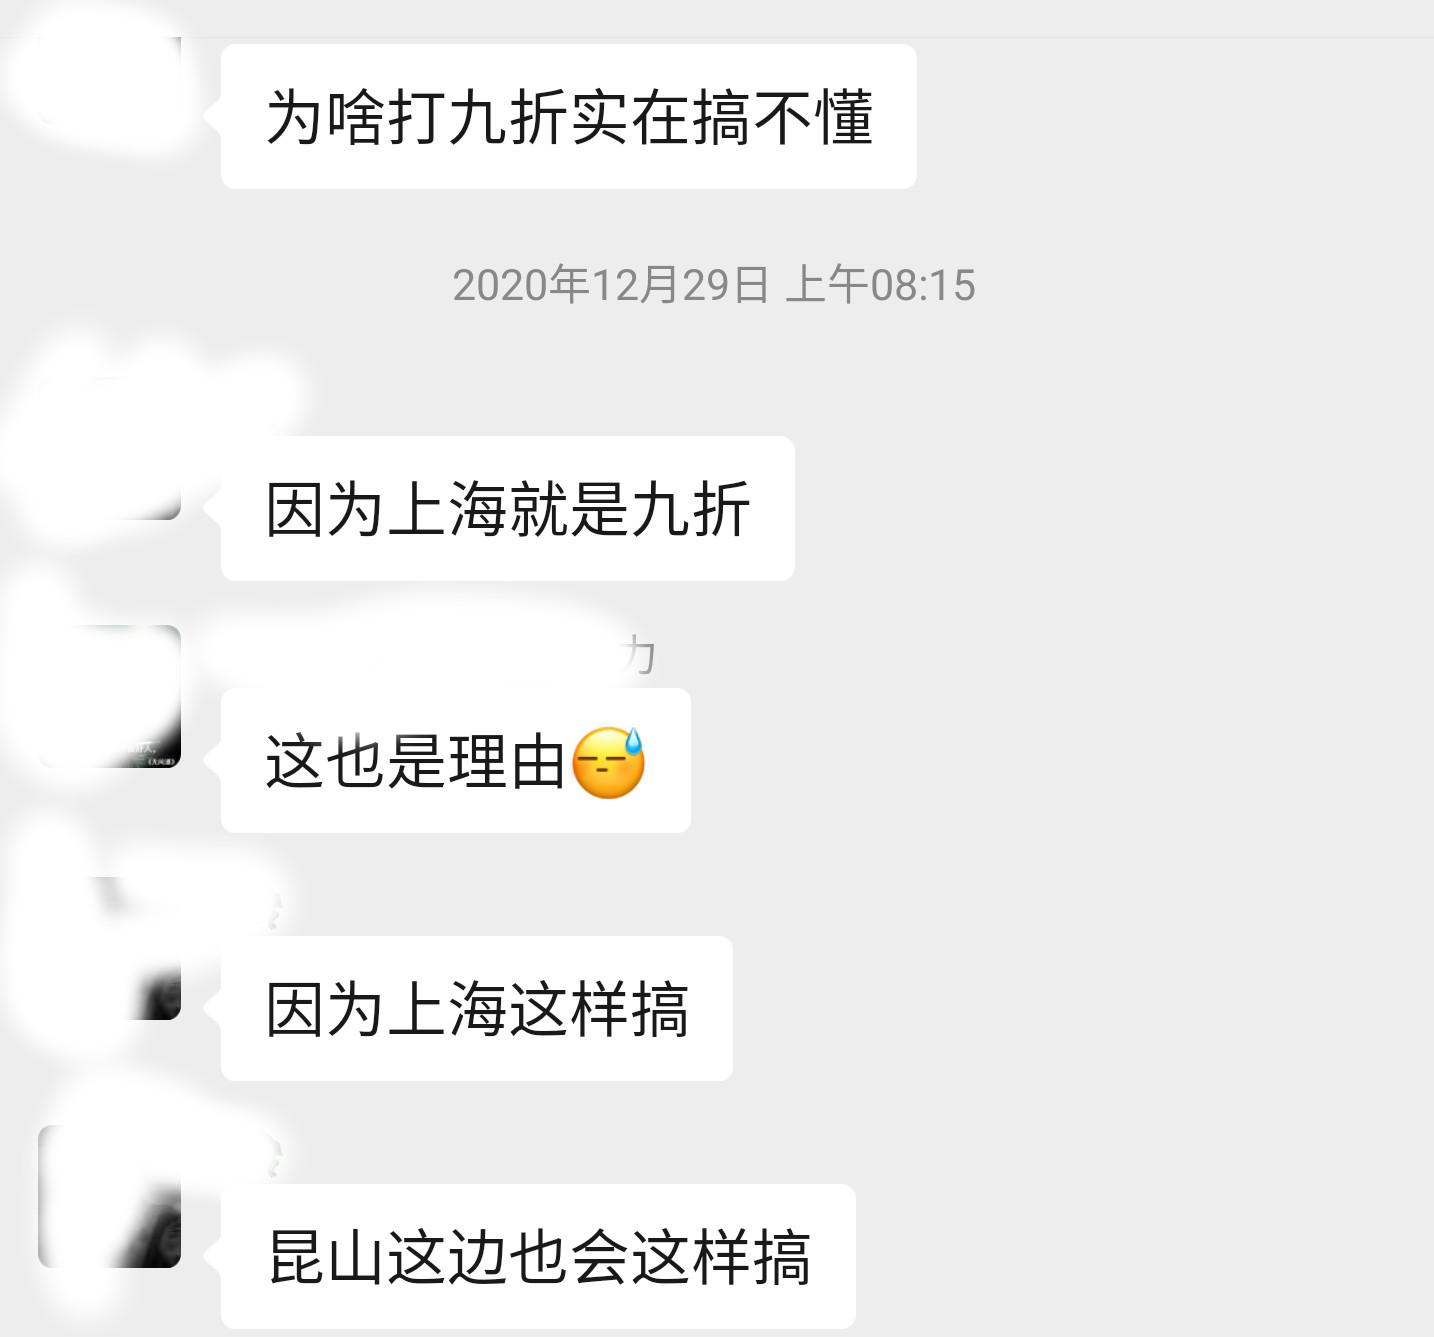 为啥打九折实在搞不懂
2020年12月29日 上午08:15
因为上海就是九折
力
这也是理由😑💧
因为上海这样搞
昆山这边也会这样搞